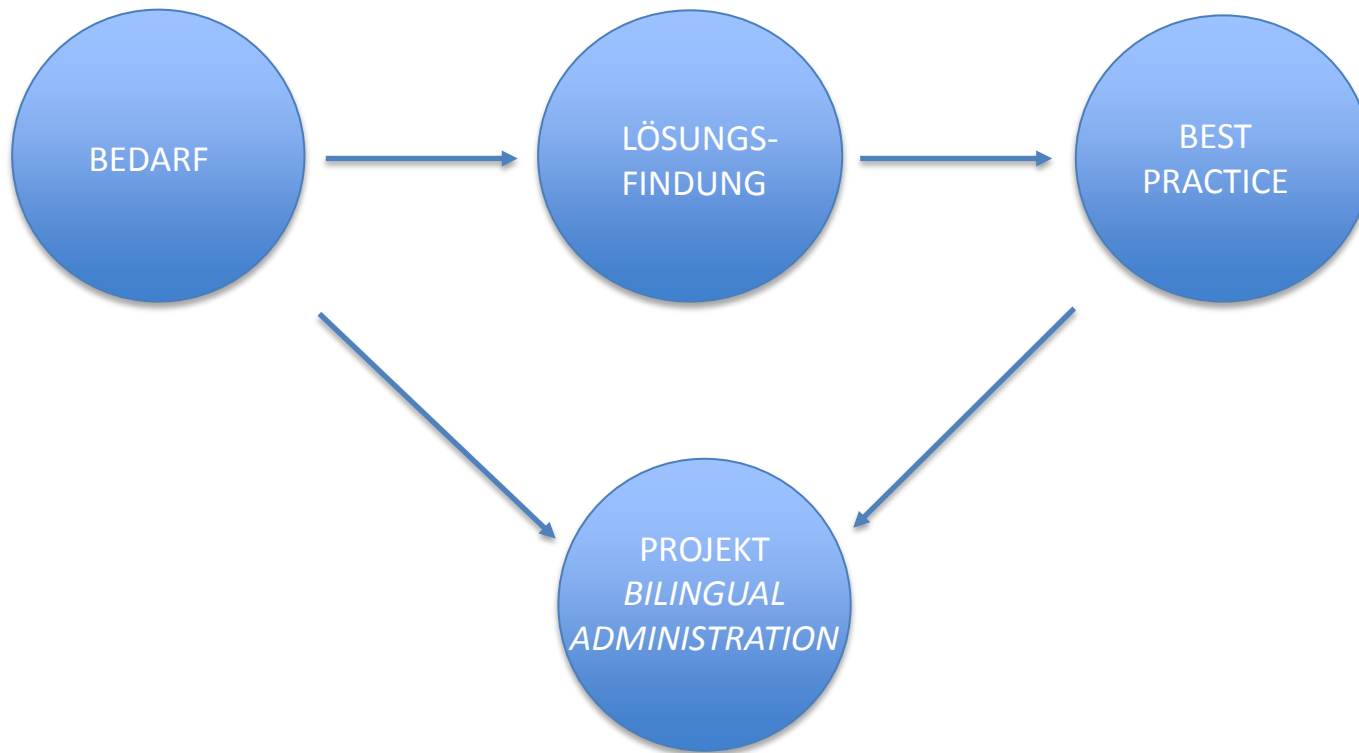 BEDARF
LÖSUNGS-
FINDUNG
BEST
PRACTICE
PROJEKT
BILINGUAL
ADMINISTRATION